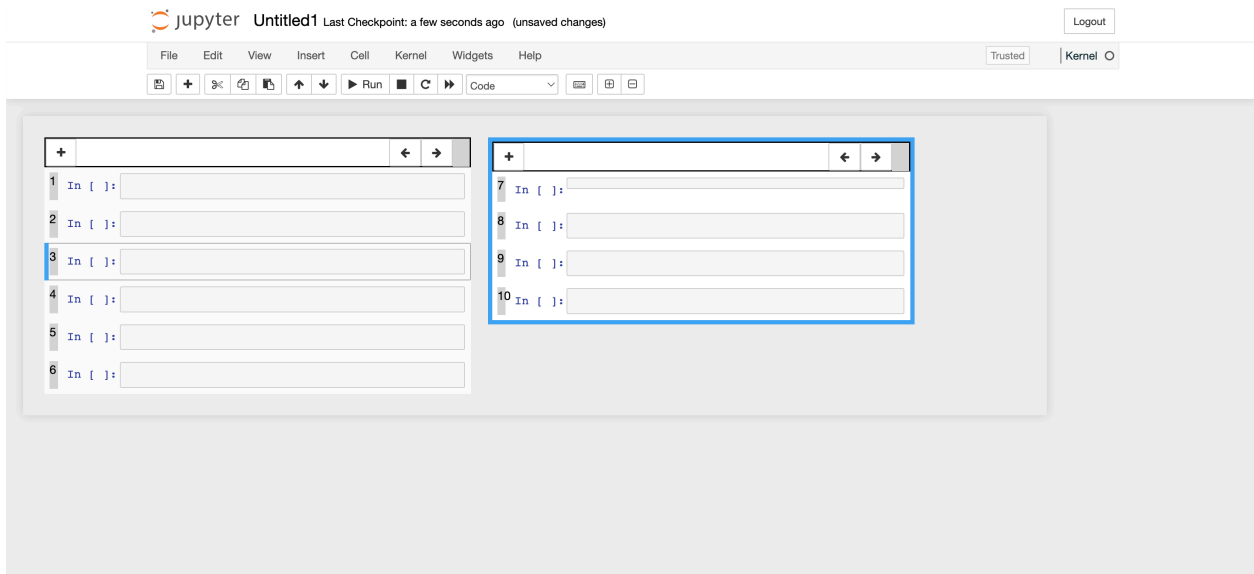 jupyter Untitled1 Last Checkpoint: a few seconds ago (unsaved changes) Logout
File Edit View Insert Cell Kernel Widgets Help Trusted Kernel
Run Code
1 In [ ]:
2 In [ ]:
3 In [ ]:
4 In [ ]:
5 In [ ]:
6 In [ ]:
7 In [ ]:
8 In [ ]:
9 In [ ]:
10 In [ ]: